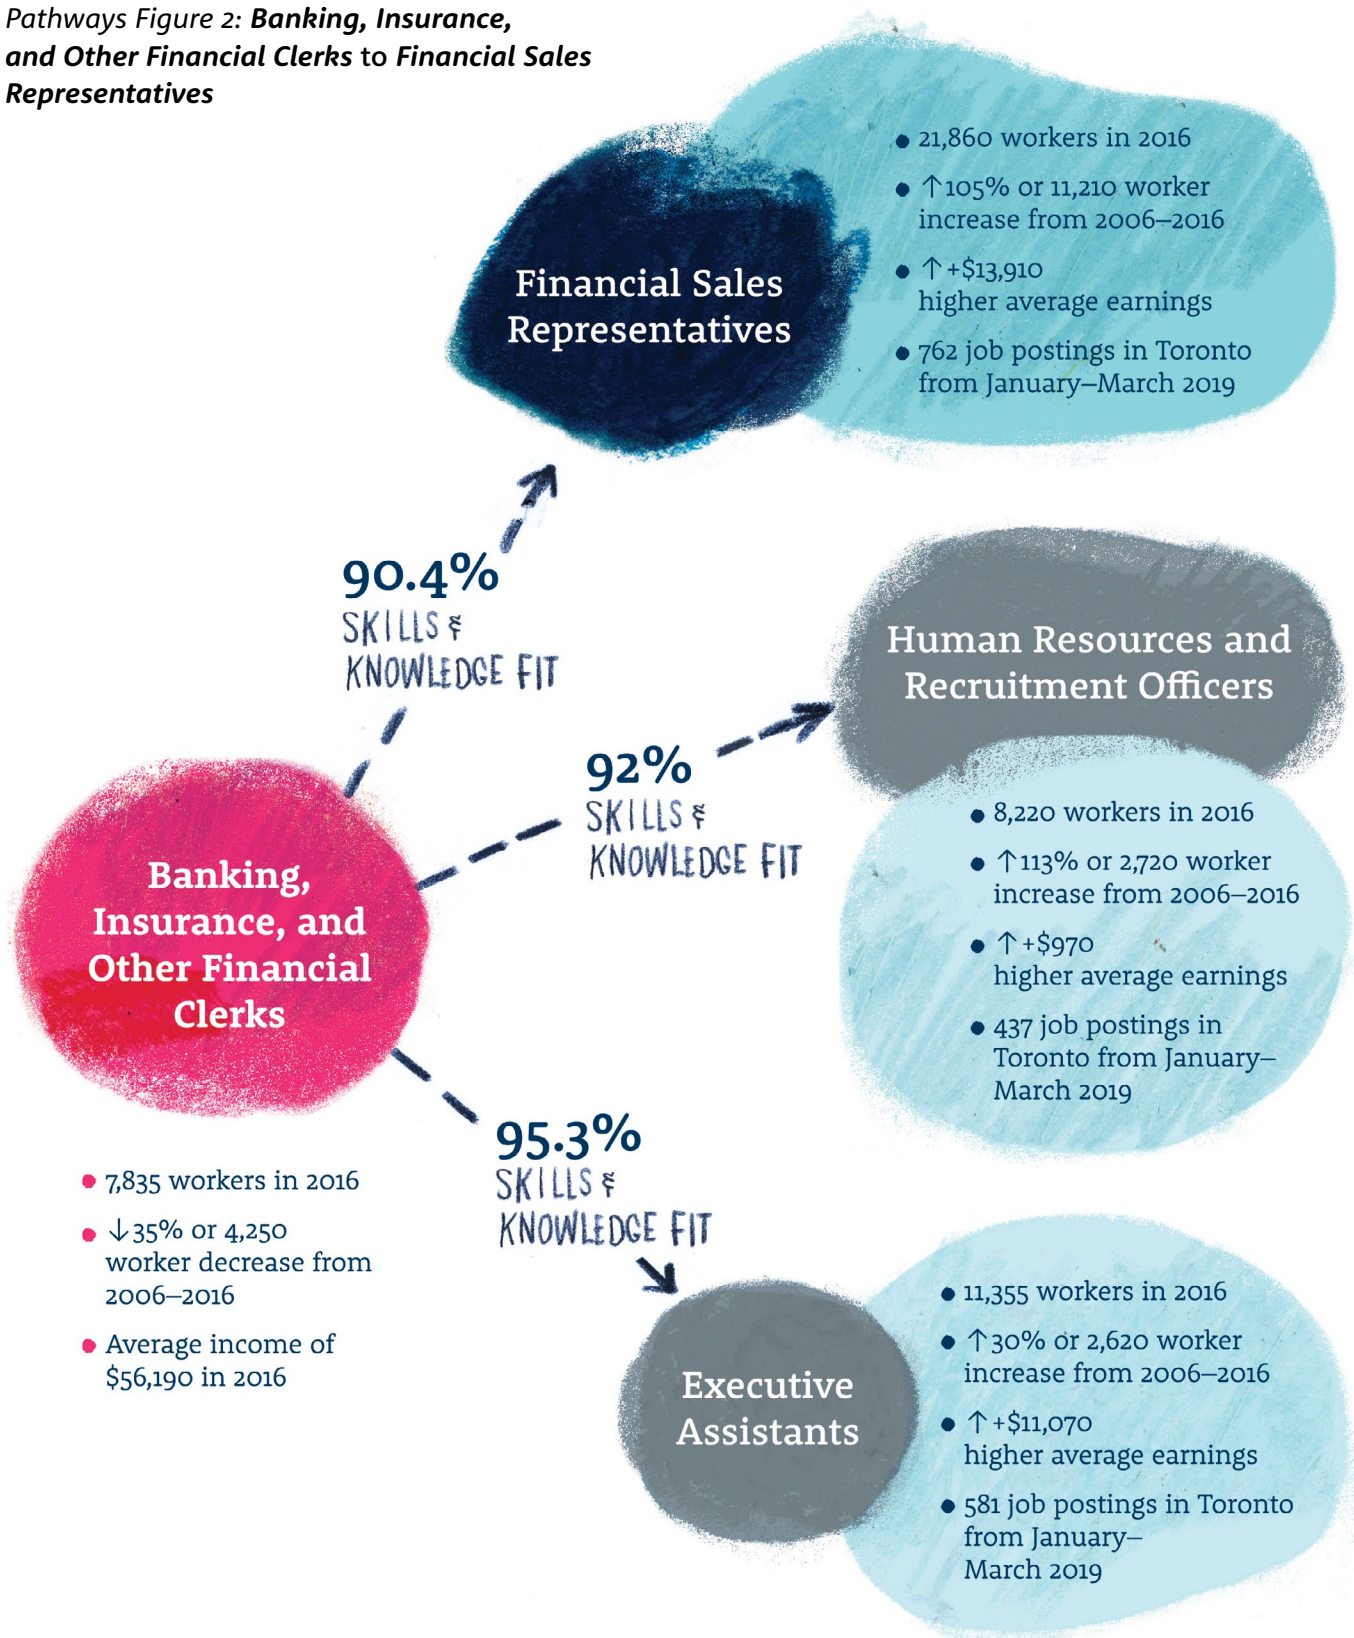 Pathways Figure 2: Banking, Insurance,
and Other Financial Clerks to Financial Sales
Representatives
Financial Sales
Representatives
• 21,860 workers in 2016
• ↑105% or 11,210 worker
increase from 2006–2016
• ↑+$13,910
higher average earnings
• 762 job postings in Toronto
from January–March 2019
90.4%
SKILLS &
KNOWLEDGE FIT
Human Resources and
Recruitment Officers
• 8,220 workers in 2016
• ↑113% or 2,720 worker
increase from 2006–2016
• ↑+$970
higher average earnings
• 437 job postings in
Toronto from January–
March 2019
92%
SKILLS &
KNOWLEDGE FIT
Banking,
Insurance, and
Other Financial
Clerks
• 7,835 workers in 2016
• ↓35% or 4,250
worker decrease from
2006–2016
• Average income of
$56,190 in 2016
95.3%
SKILLS &
KNOWLEDGE FIT
Executive
Assistants
• 11,355 workers in 2016
• ↑30% or 2,620 worker
increase from 2006–2016
• ↑+$11,070
higher average earnings
• 581 job postings in Toronto
from January–
March 2019